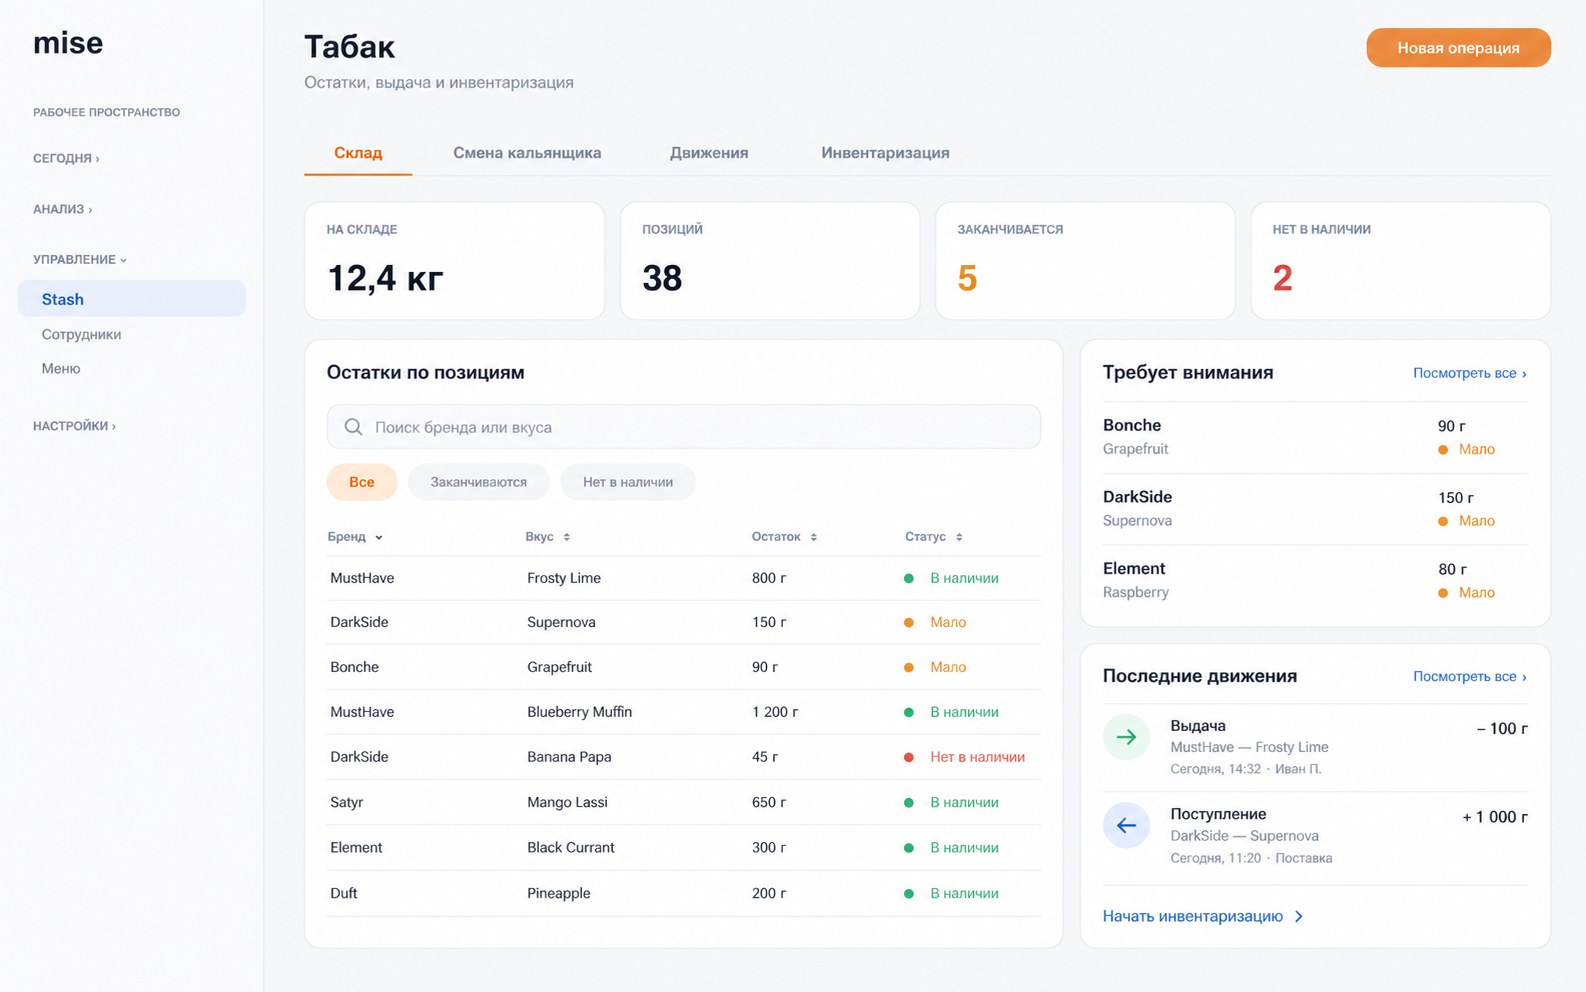 mise
РАБОЧЕЕ ПРОСТРАНСТВО
СЕГОДНЯ ›
АНАЛИЗ ›
УПРАВЛЕНИЕ
Stash
Сотрудники
Меню
НАСТРОЙКИ ›
Табак
Остатки, выдача и инвентаризация
Новая операция
Склад Смена кальянщика Движения Инвентаризация
НА СКЛАДЕ
12,4 кг
ПОЗИЦИЙ
38
ЗАКАНЧИВАЕТСЯ
5
НЕТ В НАЛИЧИИ
2
Остатки по позициям
Поиск бренда или вкуса
Все Заканчиваются Нет в наличии
Бренд Вкус Остаток Статус
MustHave Frosty Lime 800 г В наличии
DarkSide Supernova 150 г Мало
Bonche Grapefruit 90 г Мало
MustHave Blueberry Muffin 1 200 г В наличии
DarkSide Banana Papa 45 г Нет в наличии
Satyr Mango Lassi 650 г В наличии
Element Black Currant 300 г В наличии
Duft Pineapple 200 г В наличии
Требует внимания Посмотреть все ›
Bonche 90 г
Grapefruit Мало
DarkSide 150 г
Supernova Мало
Element 80 г
Raspberry Мало
Последние движения Посмотреть все ›
Выдача – 100 г
MustHave — Frosty Lime
Сегодня, 14:32 · Иван П.
Поступление + 1 000 г
DarkSide — Supernova
Сегодня, 11:20 · Поставка
Начать инвентаризацию